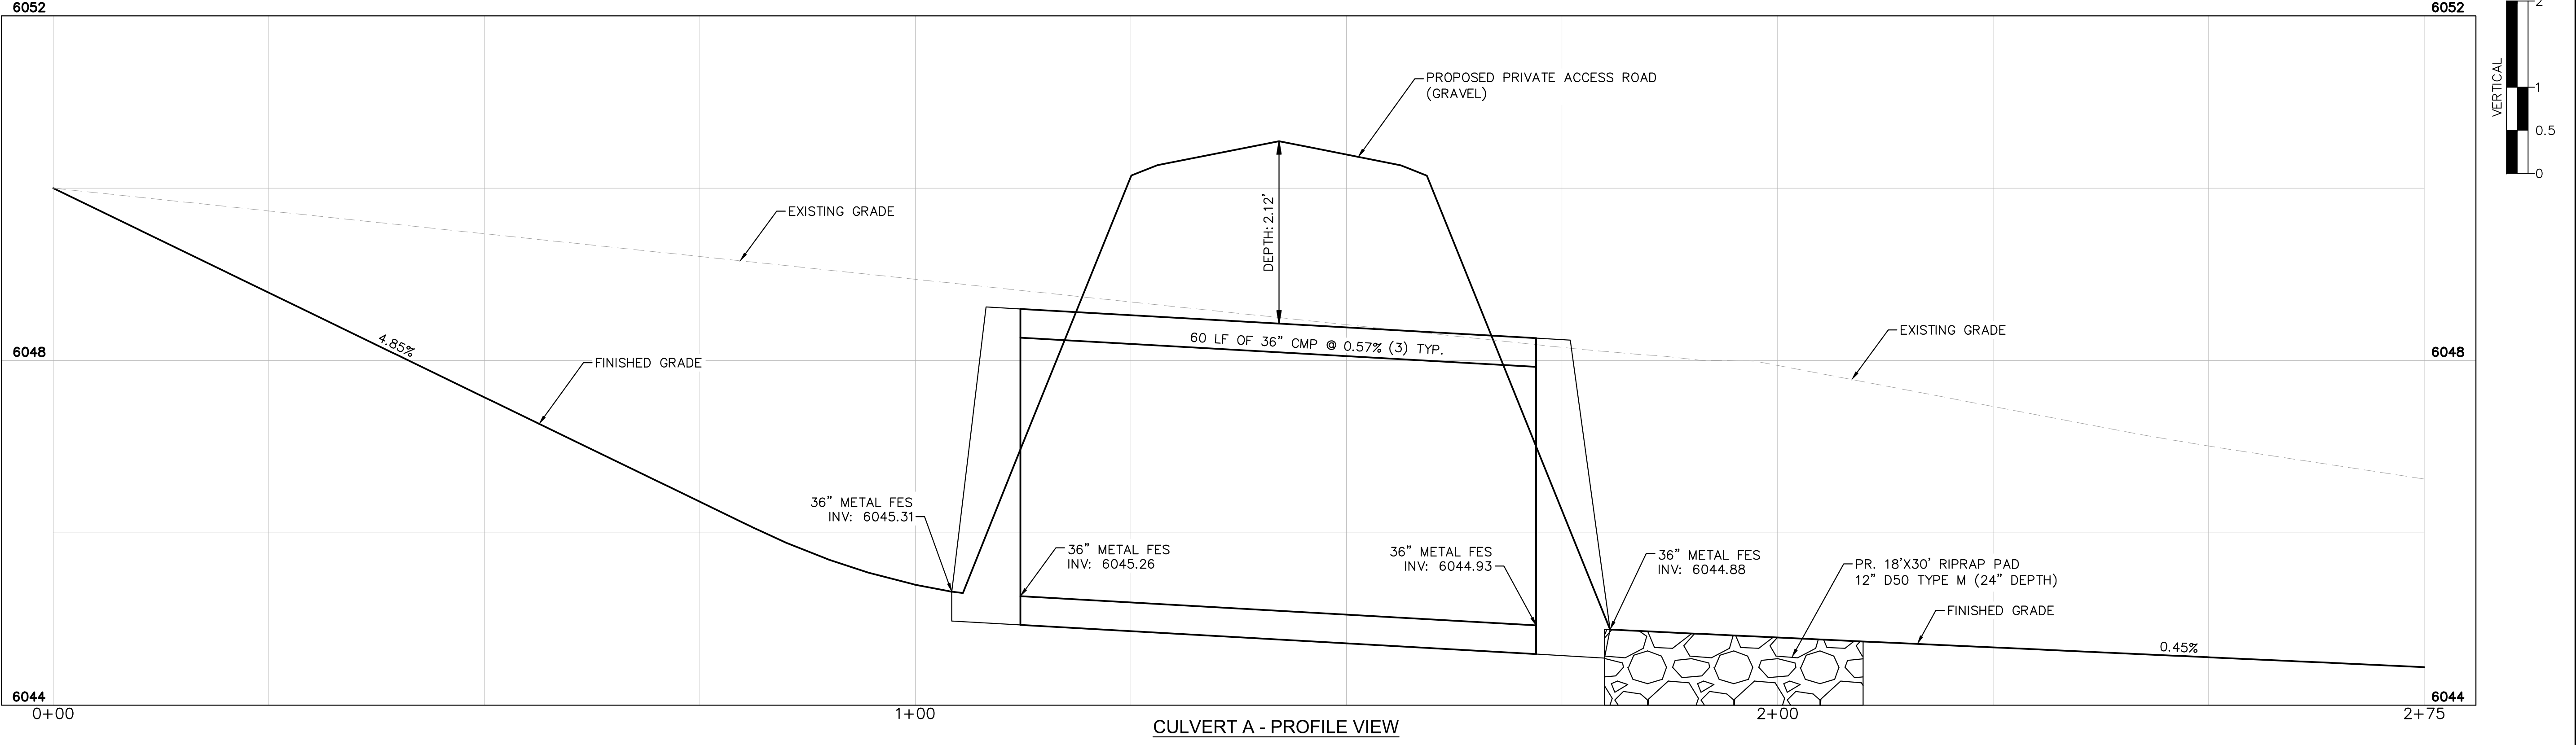 6052
6052
2
VERTICAL
1
0.5
0
PROPOSED PRIVATE ACCESS ROAD
(GRAVEL)
EXISTING GRADE
DEPTH: 2.12'
4.85%
FINISHED GRADE
60 LF OF 36" CMP @ 0.57% (3) TYP.
EXISTING GRADE
6048
6048
36" METAL FES
INV: 6045.31
36" METAL FES
INV: 6045.26
36" METAL FES
INV: 6044.93
36" METAL FES
INV: 6044.88
PR. 18'X30' RIPRAP PAD
12" D50 TYPE M (24" DEPTH)
FINISHED GRADE
0.45%
6044
6044
0+00
1+00
2+00
2+75
CULVERT A - PROFILE VIEW